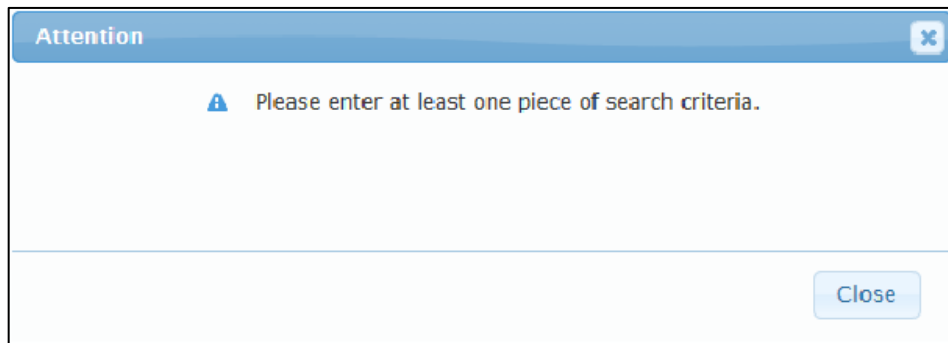 Attention
Please enter at least one piece of search criteria.
Close